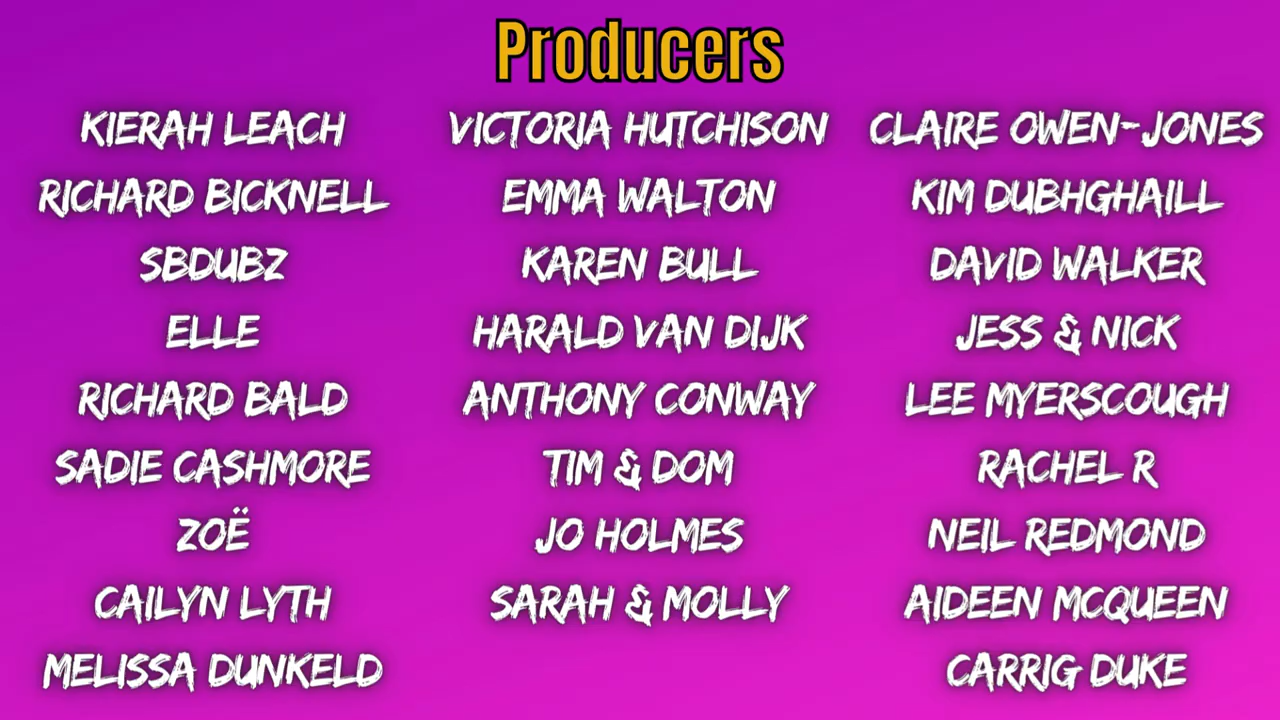 Producers
KIERAH LEACH
RICHARD BICKNELL
SBDUBZ
ELLE
RICHARD BALD
SADIE CASHMORE
ZOË
CAILYN LYTH
MELISSA DUNKELD
VICTORIA HUTCHISON
EMMA WALTON
KAREN BULL
HARALD VAN DIJK
ANTHONY CONWAY
TIM & DOM
JO HOLMES
SARAH & MOLLY
CLAIRE OWEN-JONES
KIM DUBHGHAILL
DAVID WALKER
JESS & NICK
LEE MYERSCOUGH
RACHEL R
NEIL REDMOND
AIDEEN MCQUEEN
CARRIG DUKE